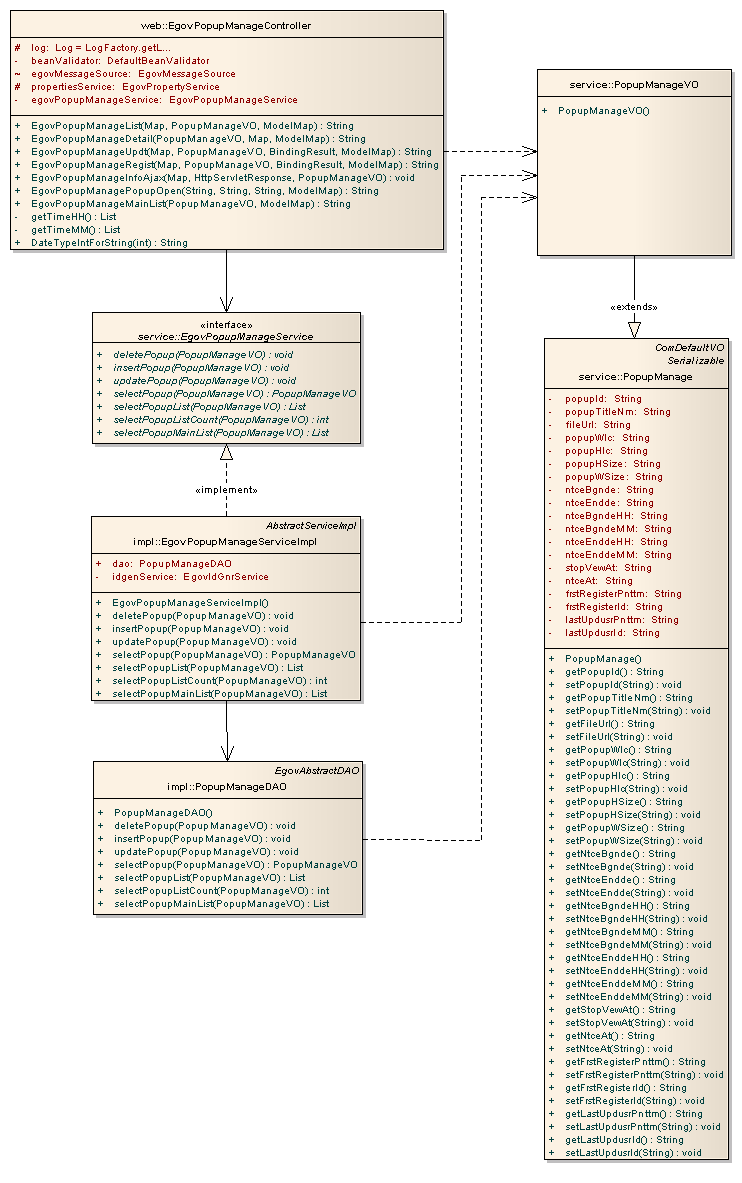 web::EgovPopupManageController
# log: Log = LogFactory.getL...
- beanValidator: DefaultBeanValidator
~ egovMessageSource: EgovMessageSource
# propertiesService: EgovPropertyService
- egovPopupManageService: EgovPopupManageService
+ EgovPopupManageList(Map, PopupManageVO, ModelMap) : String
+ EgovPopupManageDetail(PopupManageVO, Map, ModelMap) : String
+ EgovPopupManageUpdt(Map, PopupManageVO, BindingResult, ModelMap) : String
+ EgovPopupManageRegist(Map, PopupManageVO, BindingResult, ModelMap) : String
+ EgovPopupManageInfoAjax(Map, HttpServletResponse, PopupManageVO) : void
+ EgovPopupManagePopupOpen(String, String, String, ModelMap) : String
+ EgovPopupManageMainList(PopupManageVO, ModelMap) : String
- getTimeHH() : List
- getTimeMM() : List
+ DateTypeIntForString(int) : String
service::PopupManageVO
+ PopupManageVO()
«extends»
«interface»
service::EgovPopupManageService
+ deletePopup(PopupManageVO) : void
+ insertPopup(PopupManageVO) : void
+ updatePopup(PopupManageVO) : void
+ selectPopup(PopupManageVO) : PopupManageVO
+ selectPopupList(PopupManageVO) : List
+ selectPopupListCount(PopupManageVO) : int
+ selectPopupMainList(PopupManageVO) : List
«implement»
AbstractServiceImpl
impl::EgovPopupManageServiceImpl
+ dao: PopupManageDAO
- idgenService: EgovIdGnrService
+ EgovPopupManageServiceImpl()
+ deletePopup(PopupManageVO) : void
+ insertPopup(PopupManageVO) : void
+ updatePopup(PopupManageVO) : void
+ selectPopup(PopupManageVO) : PopupManageVO
+ selectPopupList(PopupManageVO) : List
+ selectPopupListCount(PopupManageVO) : int
+ selectPopupMainList(PopupManageVO) : List
EgovAbstractDAO
impl::PopupManageDAO
+ PopupManageDAO()
+ deletePopup(PopupManageVO) : void
+ insertPopup(PopupManageVO) : void
+ updatePopup(PopupManageVO) : void
+ selectPopup(PopupManageVO) : PopupManageVO
+ selectPopupList(PopupManageVO) : List
+ selectPopupListCount(PopupManageVO) : int
+ selectPopupMainList(PopupManageVO) : List
ComDefaultVO
Serializable
service::PopupManage
- popupId: String
- popupTitleNm: String
- fileUrl: String
- popupWlc: String
- popupHlc: String
- popupHSize: String
- popupWSize: String
- ntceBgnde: String
- ntceEndde: String
- ntceBgndeHH: String
- ntceBgndeMM: String
- ntceEnddeHH: String
- ntceEnddeMM: String
- stopVewAt: String
- ntceAt: String
- frstRegisterPnttm: String
- frstRegisterId: String
- lastUpdusrPnttm: String
- lastUpdusrId: String
+ PopupManage()
+ getPopupId() : String
+ setPopupId(String) : void
+ getPopupTitleNm() : String
+ setPopupTitleNm(String) : void
+ getFileUrl() : String
+ setFileUrl(String) : void
+ getPopupWlc() : String
+ setPopupWlc(String) : void
+ getPopupHlc() : String
+ setPopupHlc(String) : void
+ getPopupHSize() : String
+ setPopupHSize(String) : void
+ getPopupWSize() : String
+ setPopupWSize(String) : void
+ getNtceBgnde() : String
+ setNtceBgnde(String) : void
+ getNtceEndde() : String
+ setNtceEndde(String) : void
+ getNtceBgndeHH() : String
+ setNtceBgndeHH(String) : void
+ getNtceBgndeMM() : String
+ setNtceBgndeMM(String) : void
+ getNtceEnddeHH() : String
+ setNtceEnddeHH(String) : void
+ getNtceEnddeMM() : String
+ setNtceEnddeMM(String) : void
+ getStopVewAt() : String
+ setStopVewAt(String) : void
+ getNtceAt() : String
+ setNtceAt(String) : void
+ getFrstRegisterPnttm() : String
+ setFrstRegisterPnttm(String) : void
+ getFrstRegisterId() : String
+ setFrstRegisterId(String) : void
+ getLastUpdusrPnttm() : String
+ setLastUpdusrPnttm(String) : void
+ getLastUpdusrId() : String
+ setLastUpdusrId(String) : void